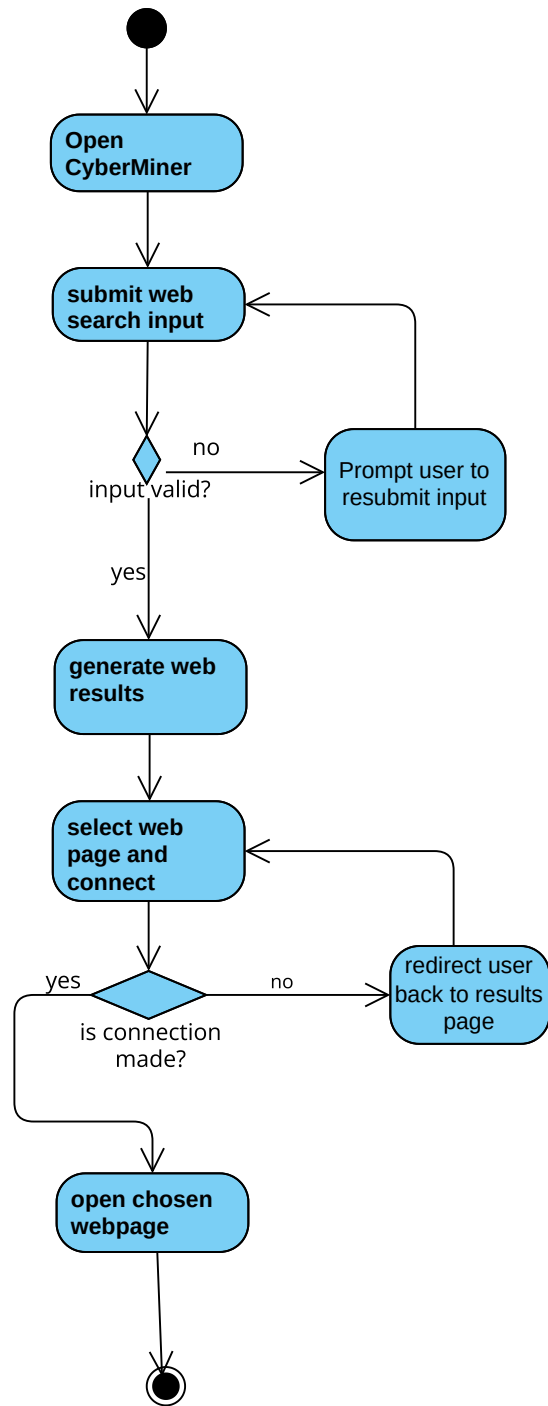 Open
CyberMiner
submit web
search input
no
Prompt user to
resubmit input
input valid?
yes
generate web
results
select web
page and
connect
yes
no
redirect user
back to results
page
is connection
made?
open chosen
webpage